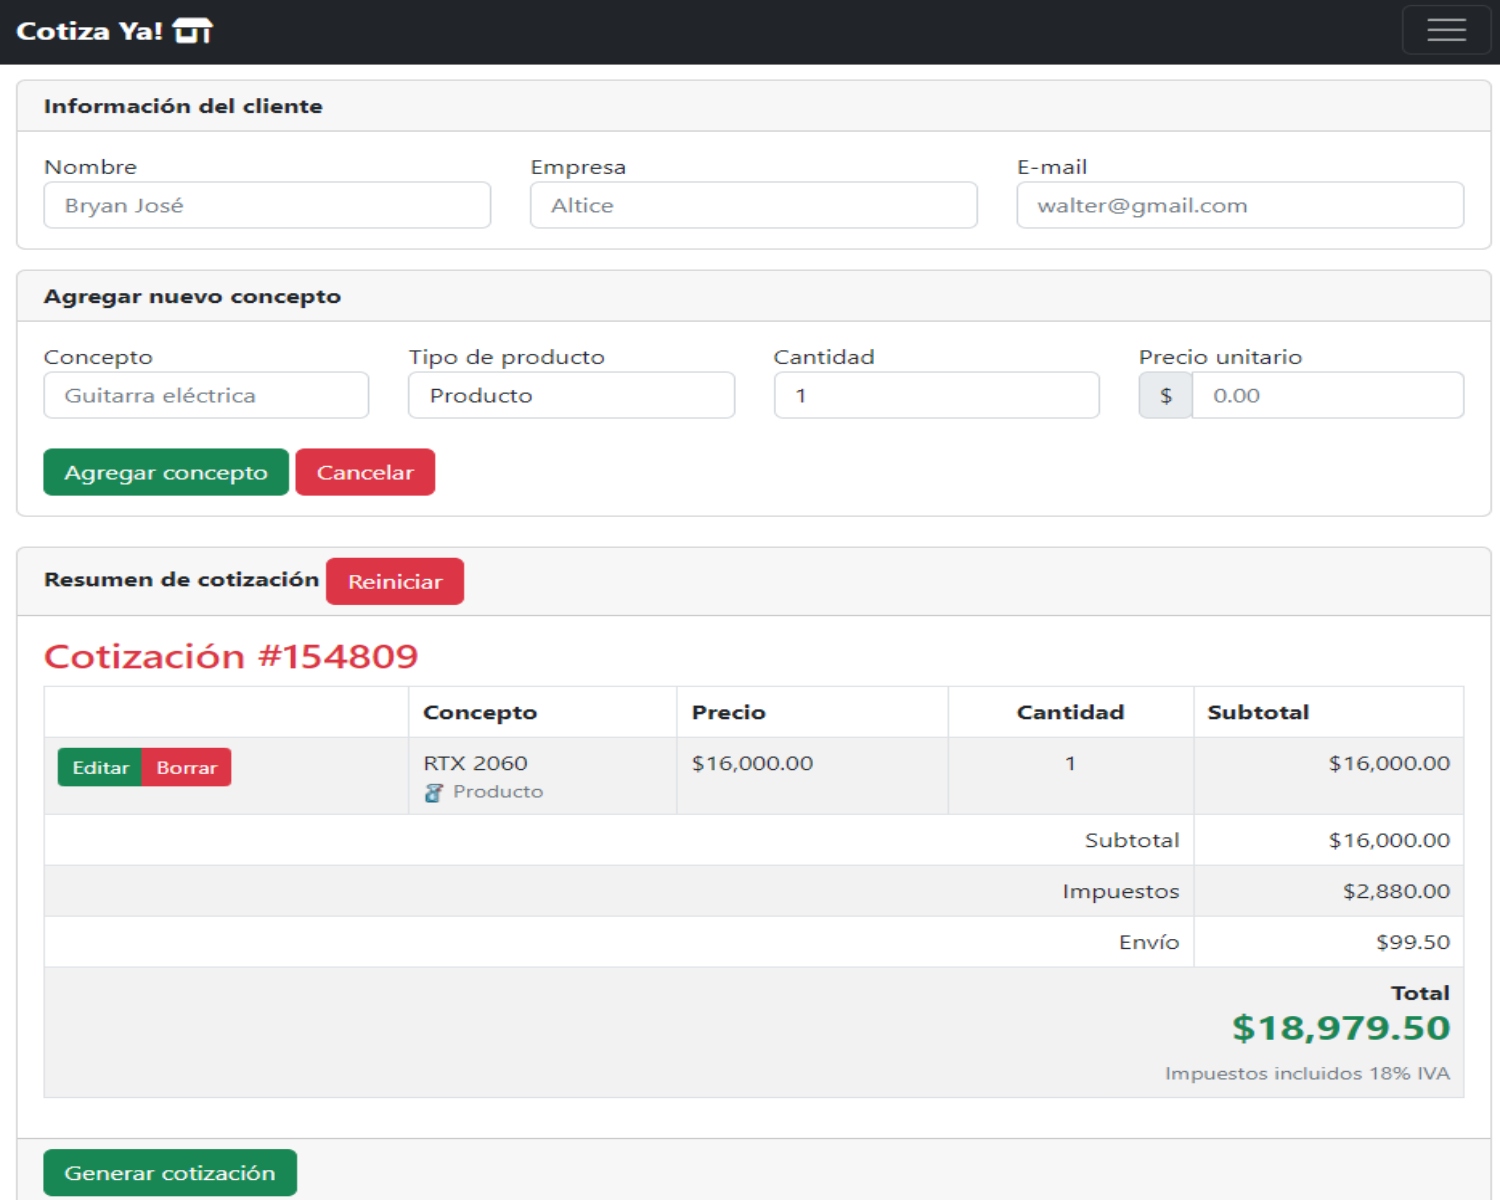 Cotiza Ya!
Información del cliente
Nombre Empresa E-mail
Bryan José Altice walter@gmail.com
Agregar nuevo concepto
Concepto Tipo de producto Cantidad Precio unitario
Guitarra eléctrica Producto 1 $ 0.00
Agregar concepto Cancelar
Resumen de cotización Reiniciar
Cotización #154809
Concepto Precio Cantidad Subtotal
Editar Borrar RTX 2060 $16,000.00 1 $16,000.00
Producto
Subtotal $16,000.00
Impuestos $2,880.00
Envío $99.50
Total
$18,979.50
Impuestos incluidos 18% IVA
Generar cotización